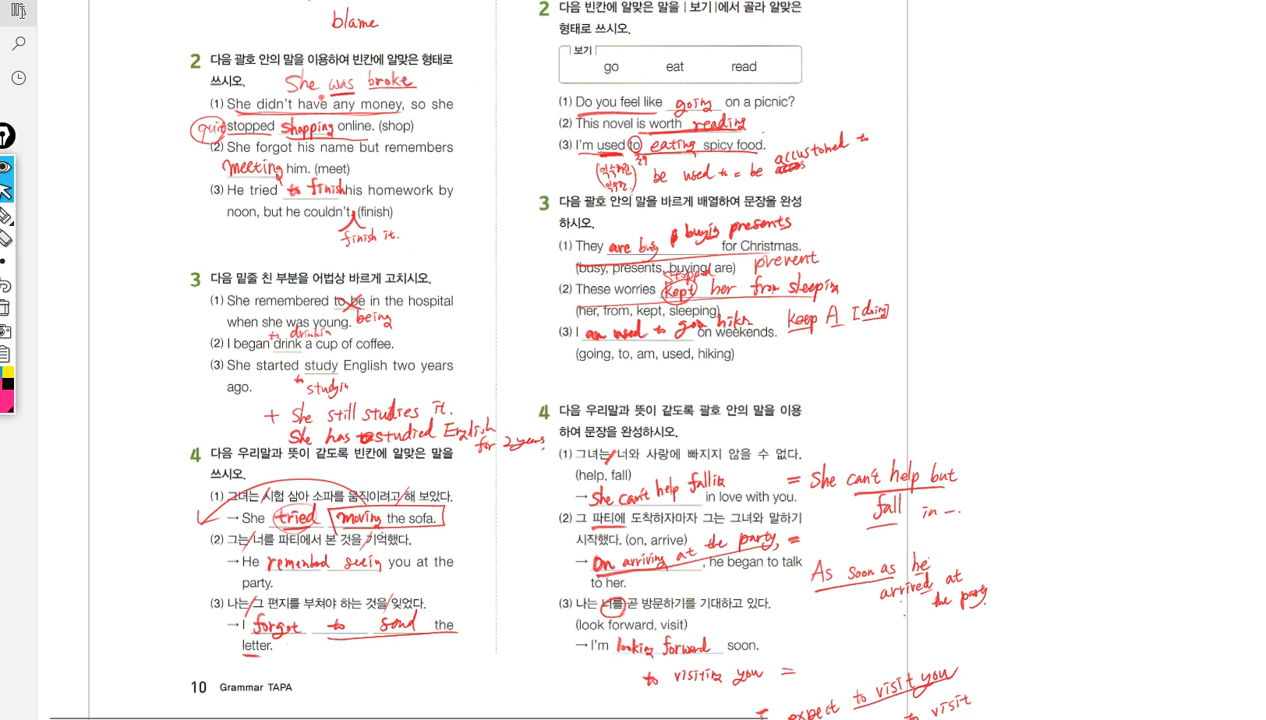 blame
2 다음 괄호 안의 말을 이용하여 빈칸에 알맞은 형태로
쓰시오.
She was broke
(1) She didn't have any money, so she
quit stopped shopping online. (shop)
(2) She forgot his name but remembers
meeting him. (meet)
(3) He tried to finish his homework by
noon, but he couldn't. (finish)
finish it.
3 다음 밑줄 친 부분을 어법상 바르게 고치시오.
(1) She remembered to be in the hospital
when she was young. being
to drinkin
(2) I began drink a cup of coffee.
(3) She started study English two years
ago.
to studyin
+ She still studies it.
She has studied English
for 2 years.
4 다음 우리말과 뜻이 같도록 빈칸에 알맞은 말을
쓰시오.
(1) 그녀는 시험 삼아 소파를 움직이려고 해 보았다.
→ She tried moving the sofa.
(2) 그는 너를 파티에서 본 것을 기억했다.
→ He seein you at the
party.
(3) 나는 그 편지를 부쳐야 하는 것을 잊었다.
→ I forgot to send the
letter.
10 Grammar TAPA
2 다음 빈칸에 알맞은 말을 |보기|에서 골라 알맞은
형태로 쓰시오.
보기
go eat read
(1) Do you feel like going on a picnic?
(2) This novel is worth reading
(3) I'm used to eating spicy food.
be used to = be accustomed to
3 다음 괄호 안의 말을 바르게 배열하여 문장을 완성
하시오.
(1) They are busy buyin presents for Christmas.
(busy, presents, buying, are)
prevent
stopped
(2) These worries kept her from sleepin
(her, from, kept, sleeping)
keep A [doing]
(3) I am used to on weekends.
(going, to, am, used, hiking)
4 다음 우리말과 뜻이 같도록 괄호 안의 말을 이용
하여 문장을 완성하시오.
(1) 그녀는 너와 사랑에 빠지지 않을 수 없다.
(help, fall)
→ She can't help fallin in love with you.
= She can't help but
fall in -.
(2) 그 파티에 도착하자마자 그는 그녀와 말하기
시작했다. (on, arrive)
→ On arriving at the party, he began to talk
to her.
= As soon as he
arrived at
the party
(3) 나는 너를 곧 방문하기를 기대하고 있다.
(look forward, visit)
→ I'm looking forward soon.
to visiting you =
I expect to visit you
to visit